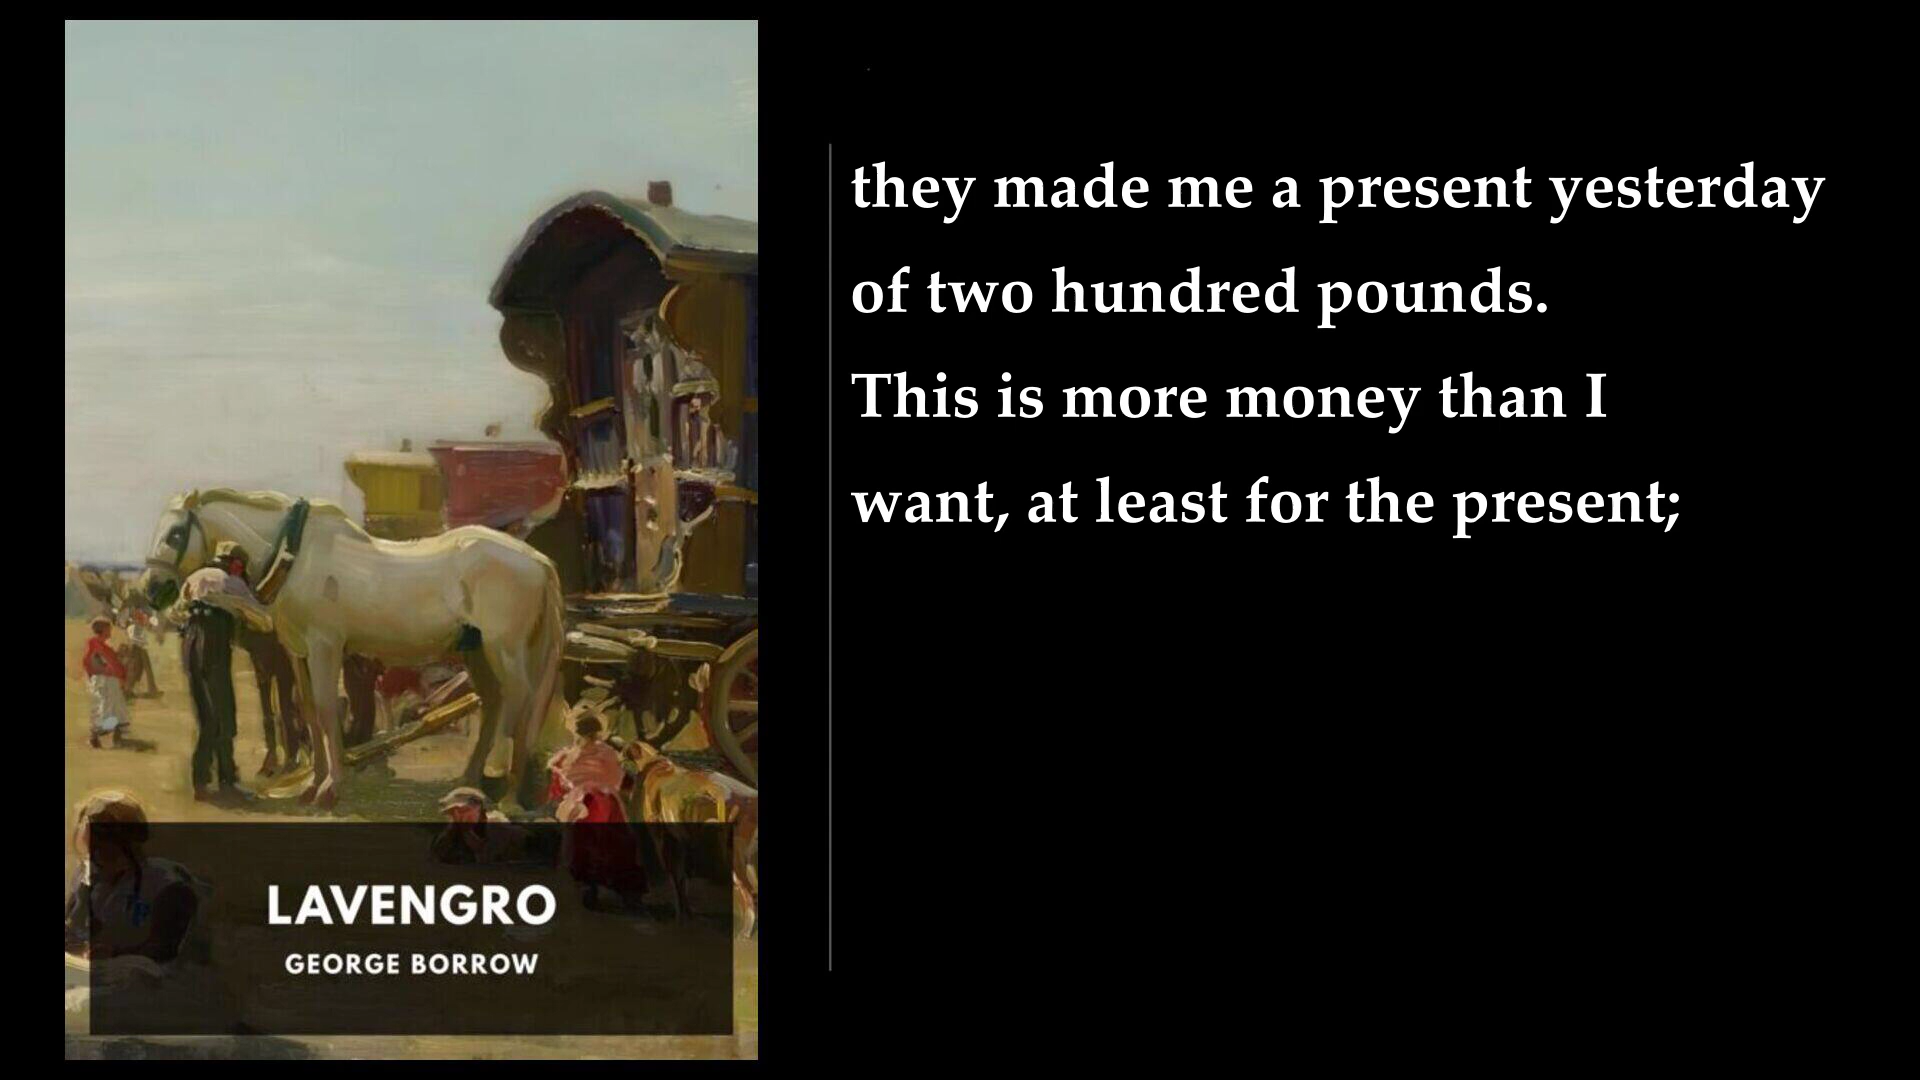 they made me a present yesterday
of two hundred pounds.
This is more money than I
want, at least for the present;
LAVENGRO
GEORGE BORROW